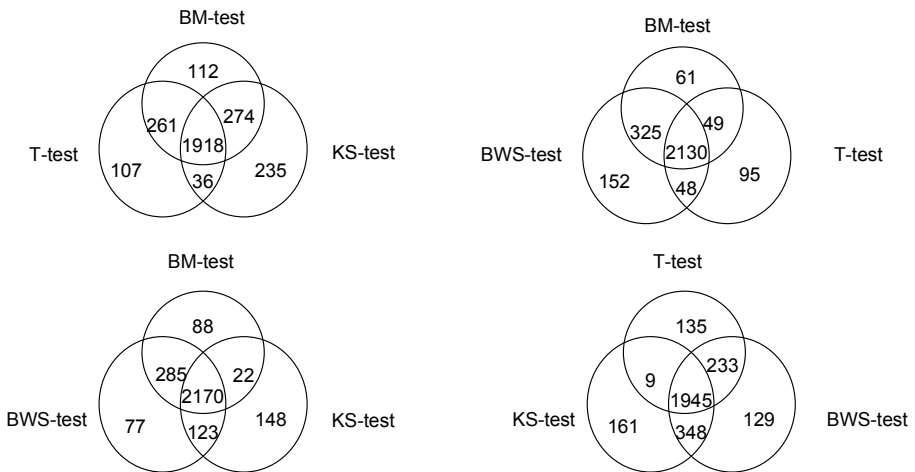 BM-test
112
261
274
1918
T-test
KS-test
107
36
235
BM-test
61
325
49
2130
BWS-test
T-test
152
48
95
BM-test
88
285
22
2170
BWS-test
KS-test
77
123
148
T-test
135
9
233
1945
KS-test
BWS-test
161
348
129